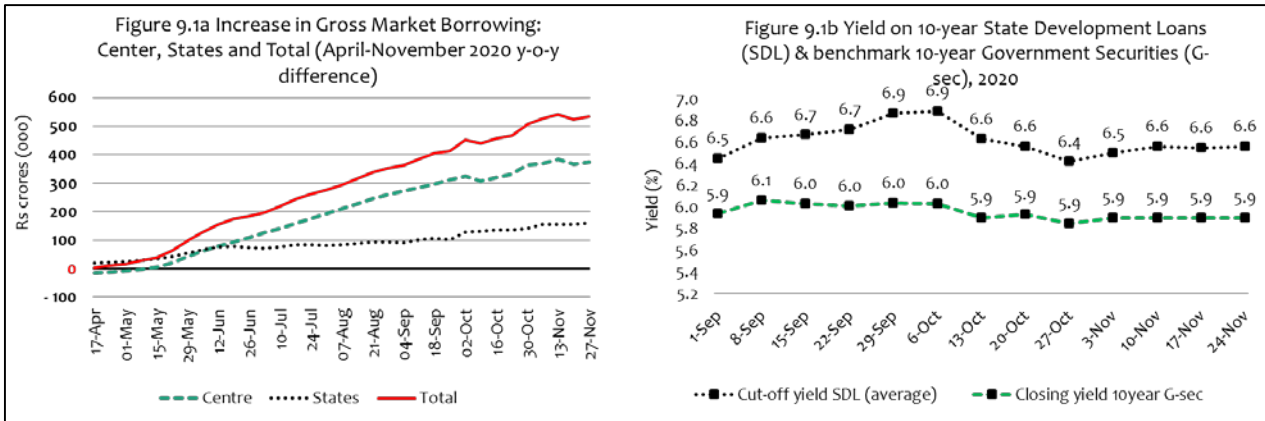 Figure 9.1a Increase in Gross Market Borrowing:
Center, States and Total (April-November 2020 y-o-y
difference)
Rs crores (000)
600
500
400
300
200
100
0
- 100
17-Apr
01-May
15-May
29-May
12-Jun
26-Jun
10-Jul
24-Jul
07-Aug
21-Aug
04-Sep
18-Sep
02-Oct
16-Oct
30-Oct
13-Nov
27-Nov
Centre
States
Total
Figure 9.1b Yield on 10-year State Development Loans
(SDL) & benchmark 10-year Government Securities (G-
sec), 2020
Yield (%)
7.0
6.8
6.6
6.4
6.2
6.0
5.8
5.6
5.4
5.2
6.5
6.6
6.7
6.7
6.9
6.9
6.6
6.6
6.4
6.5
6.6
6.6
6.6
5.9
6.1
6.0
6.0
6.0
6.0
5.9
5.9
5.9
5.9
5.9
5.9
5.9
1-Sep
8-Sep
15-Sep
22-Sep
29-Sep
6-Oct
13-Oct
20-Oct
27-Oct
3-Nov
10-Nov
17-Nov
24-Nov
Cut-off yield SDL (average)
Closing yield 10year G-sec